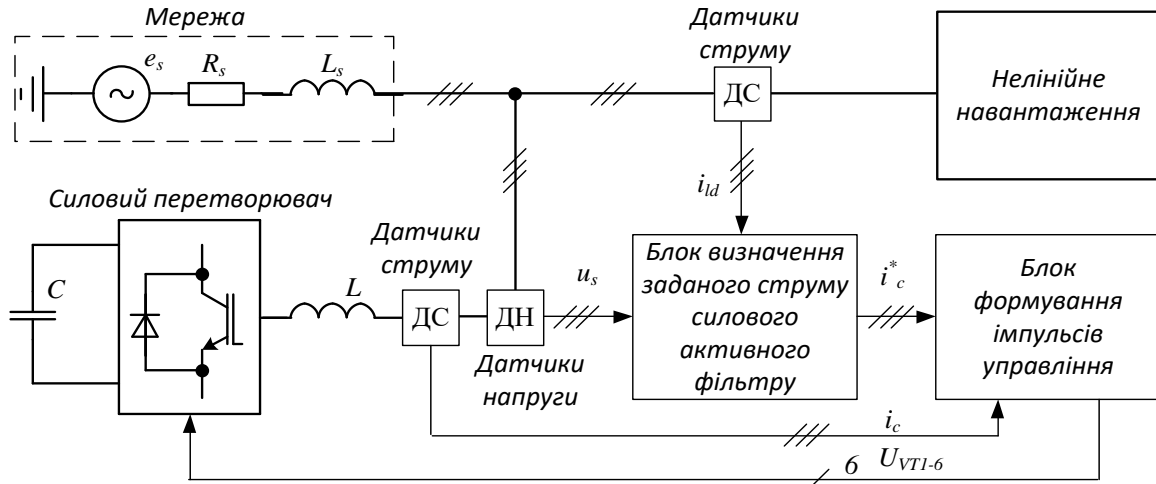 Мережа
e_s
R_s
L_s
Датчики
струму
ДС
Нелінійне
навантаження
i_ld
Силовий перетворювач
C
L
Датчики
струму
ДС
ДН
Датчики
напруги
u_s
Блок визначення
заданого струму
силового
активного
фільтру
i*_c
Блок
формування
імпульсів
управління
i_c
6 U_VT1-6